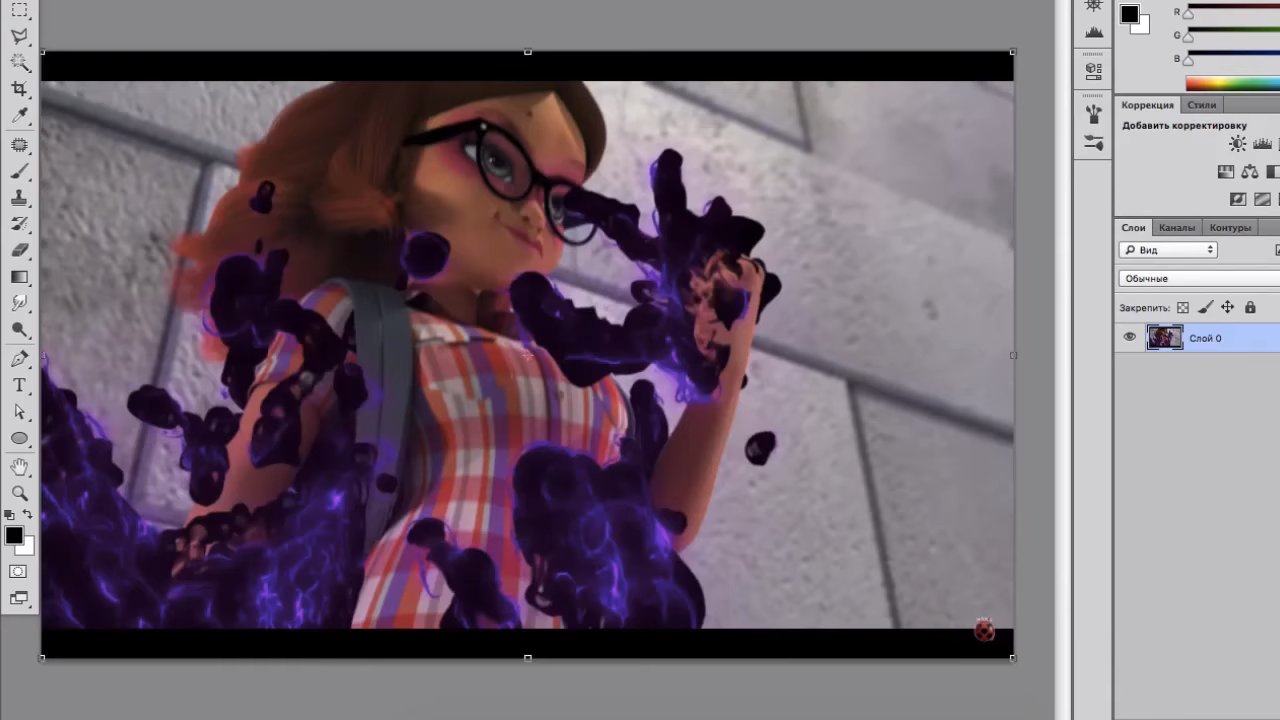 R
G
B
Коррекция Стили
Добавить корректировку
Слои Каналы Контуры
Вид
Обычные
Закрепить:
Слой 0